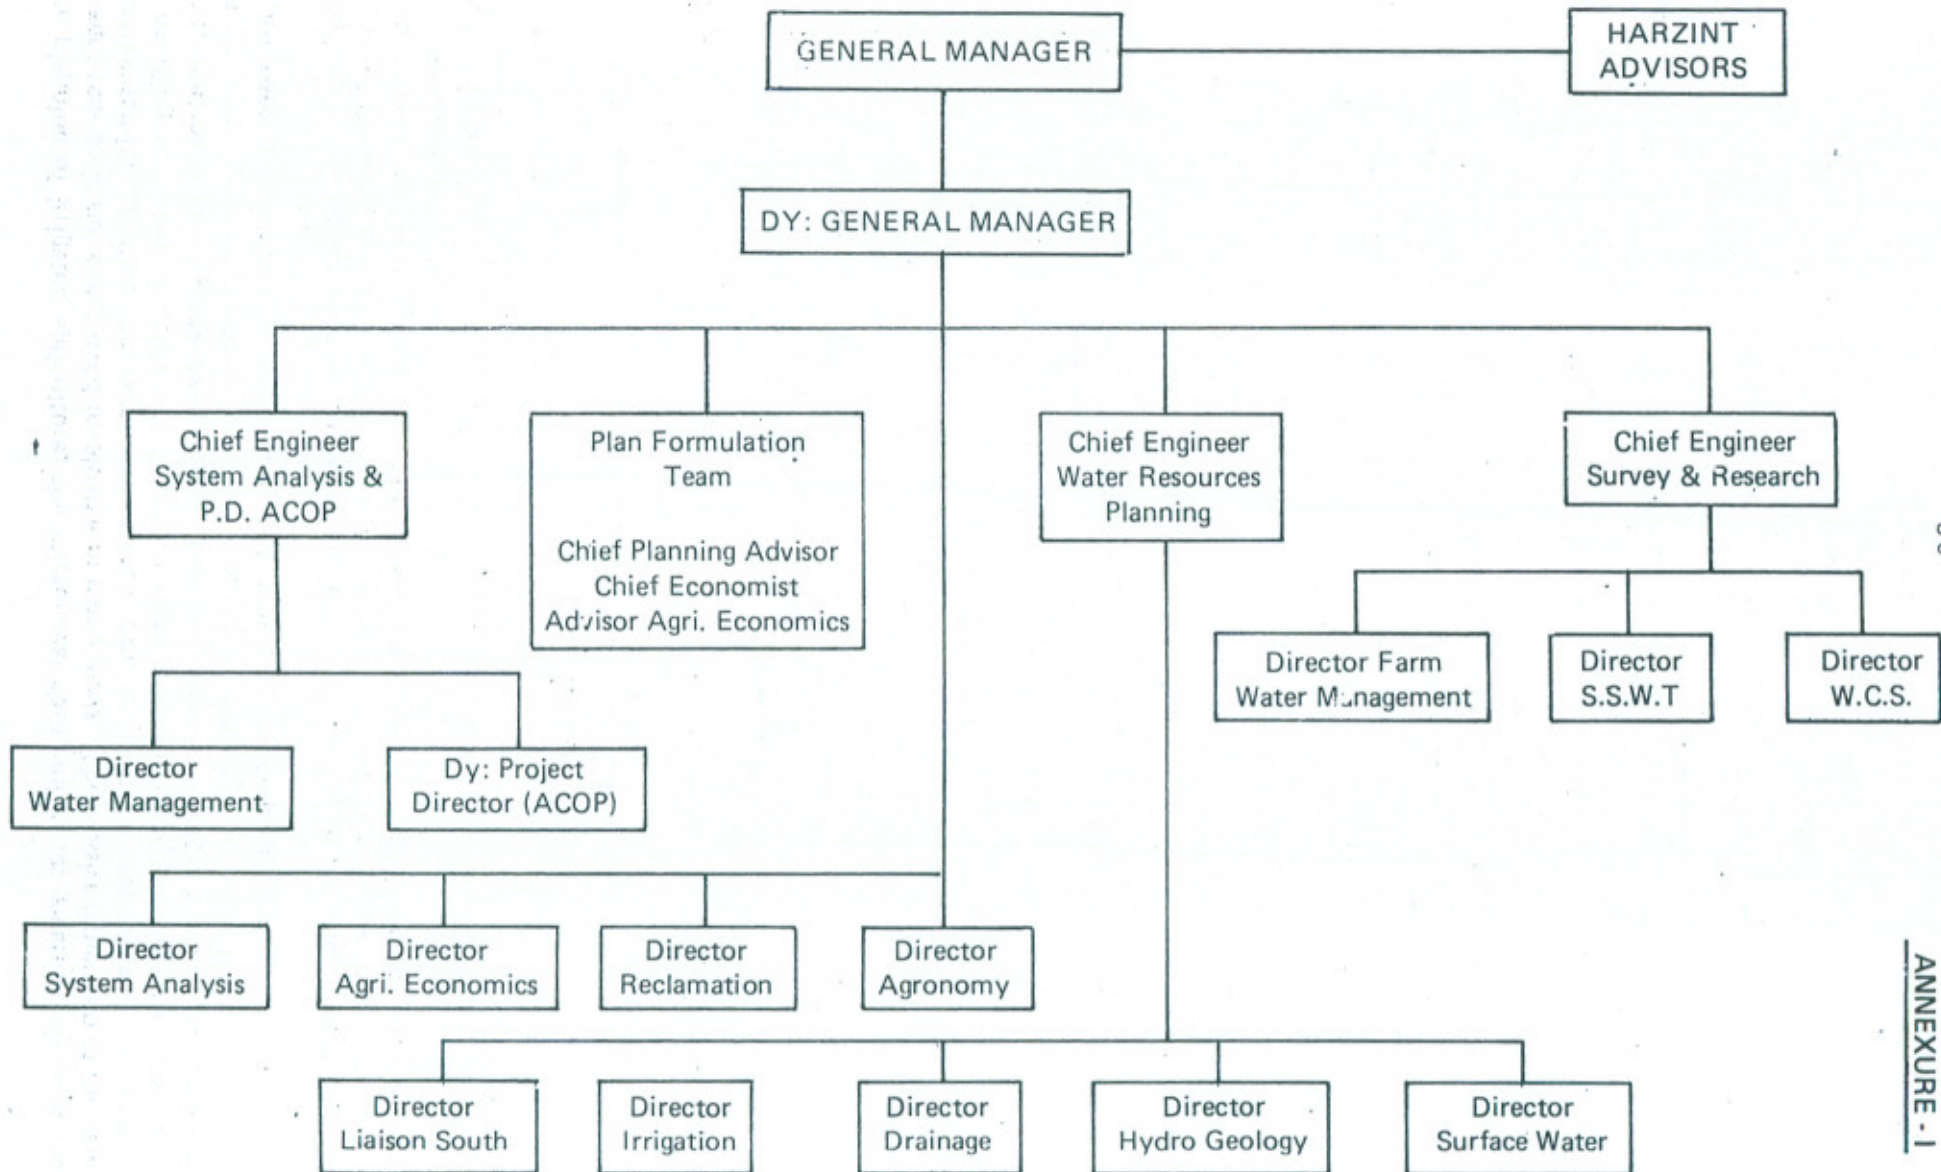 GENERAL MANAGER
HARZINT
ADVISORS
DY: GENERAL MANAGER
Chief Engineer
System Analysis &
P.D. ACOP
Plan Formulation
Team
Chief Planning Advisor
Chief Economist
Advisor Agri. Economics
Chief Engineer
Water Resources
Planning
Chief Engineer
Survey & Research
Director Farm
Water Management
Director
S.S.W.T
Director
W.C.S.
Director
Water Management
Dy: Project
Director (ACOP)
Director
System Analysis
Director
Agri. Economics
Director
Reclamation
Director
Agronomy
Director
Liaison South
Director
Irrigation
Director
Drainage
Director
Hydro Geology
Director
Surface Water
ANNEXURE - I